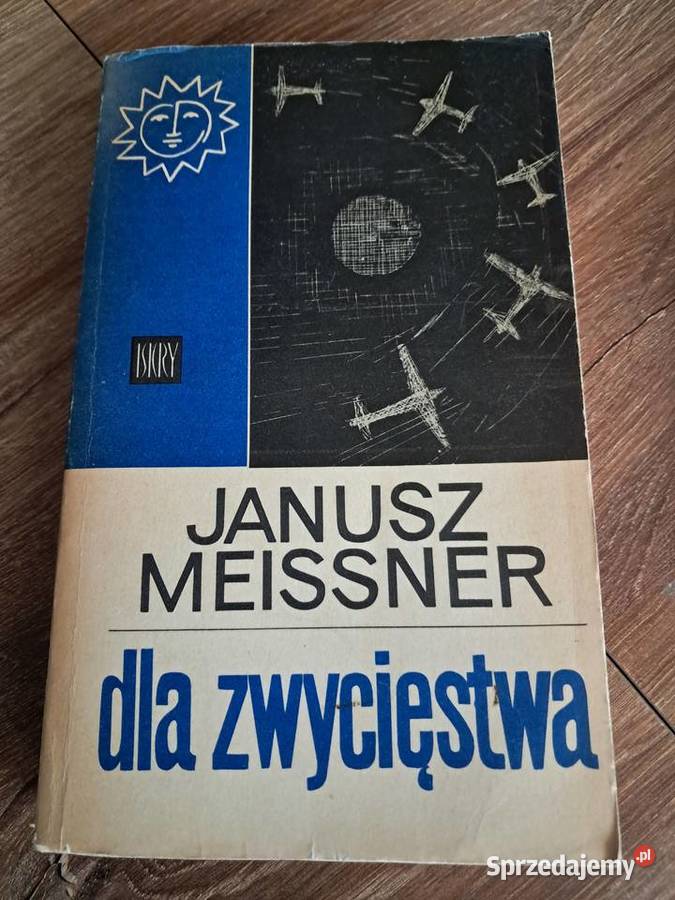 ISKRY
JANUSZ
MEISSNER
dla zwycięstwa
Sprzedajemy.pl